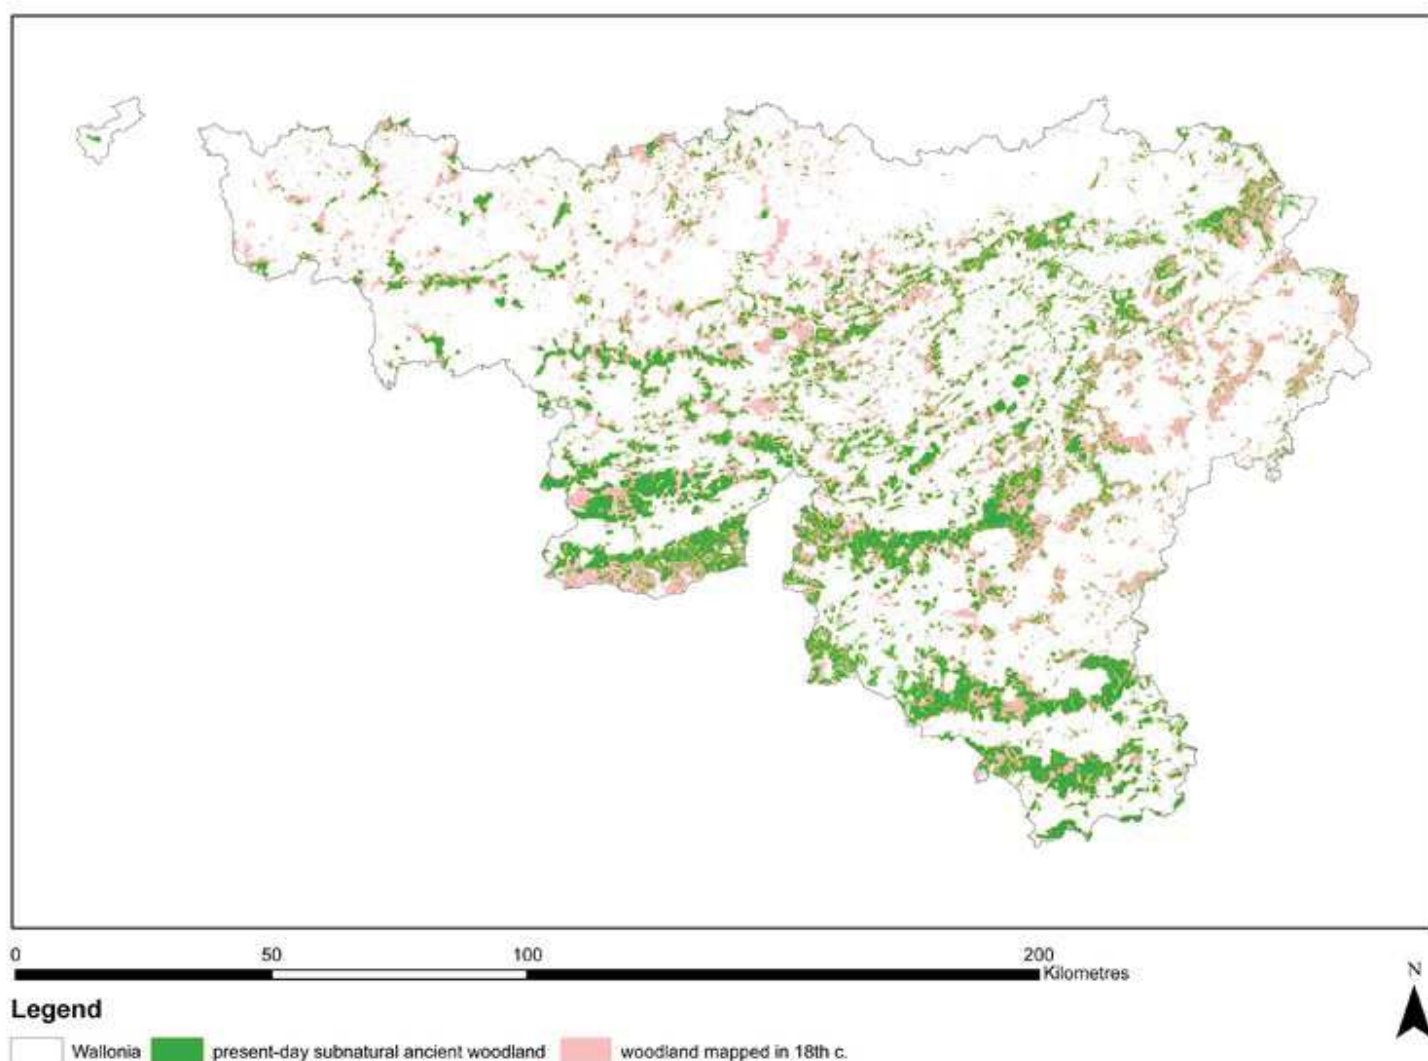 0 50 100 200
Kilometres
N
Legend
Wallonia present-day subnatural ancient woodland woodland mapped in 18th c.